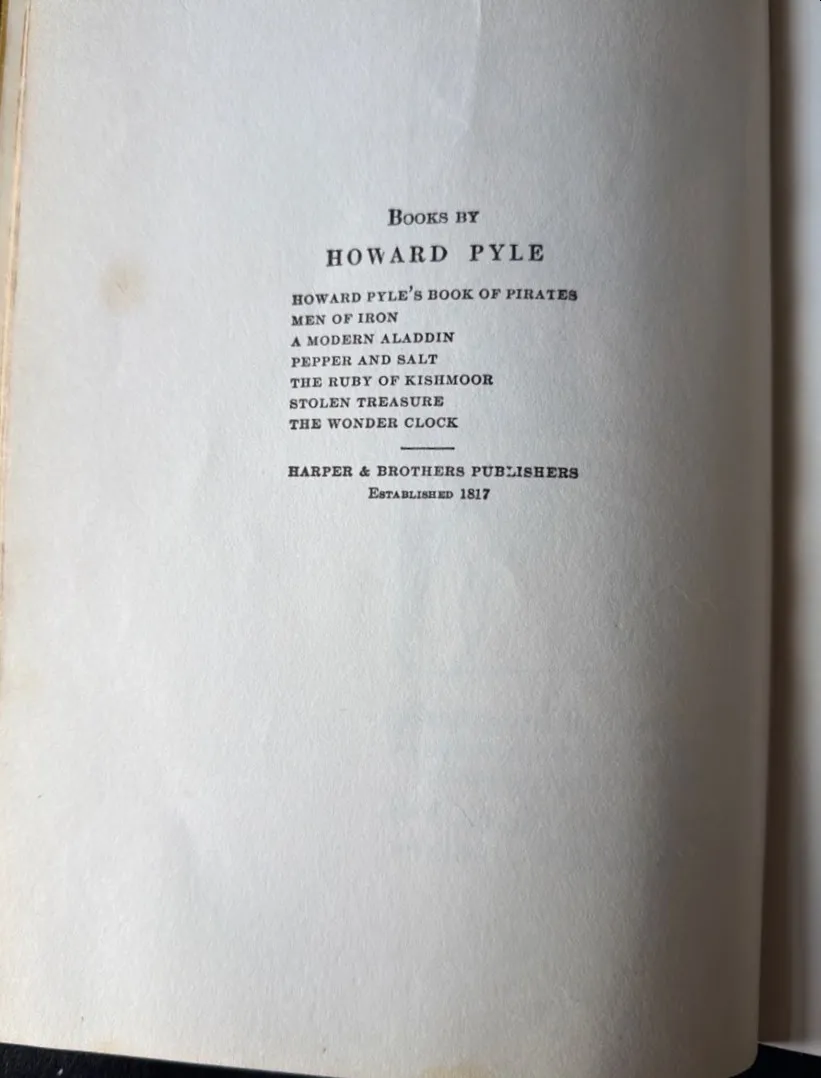 BOOKS BY
HOWARD PYLE
HOWARD PYLE'S BOOK OF PIRATES
MEN OF IRON
A MODERN ALADDIN
PEPPER AND SALT
THE RUBY OF KISHMOOR
STOLEN TREASURE
THE WONDER CLOCK
HARPER & BROTHERS PUBLISHERS
ESTABLISHED 1817